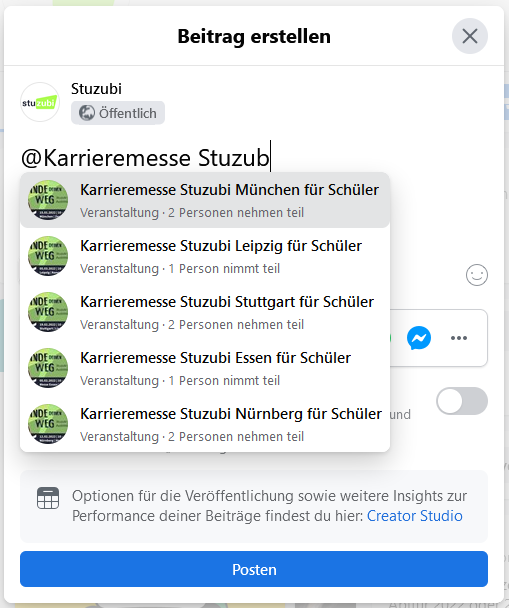 Beitrag erstellen
stuzubi
Stuzubi
Öffentlich
@Karrieremesse Stuzub
Karrieremesse Stuzubi München für Schüler
Veranstaltung · 2 Personen nehmen teil
Karrieremesse Stuzubi Leipzig für Schüler
Veranstaltung · 1 Person nimmt teil
Karrieremesse Stuzubi Stuttgart für Schüler
Veranstaltung · 2 Personen nehmen teil
Karrieremesse Stuzubi Essen für Schüler
Veranstaltung · 1 Person nimmt teil
Karrieremesse Stuzubi Nürnberg für Schüler
Veranstaltung · 2 Personen nehmen teil
und
Optionen für die Veröffentlichung sowie weitere Insights zur
Performance deiner Beiträge findest du hier: Creator Studio
Posten